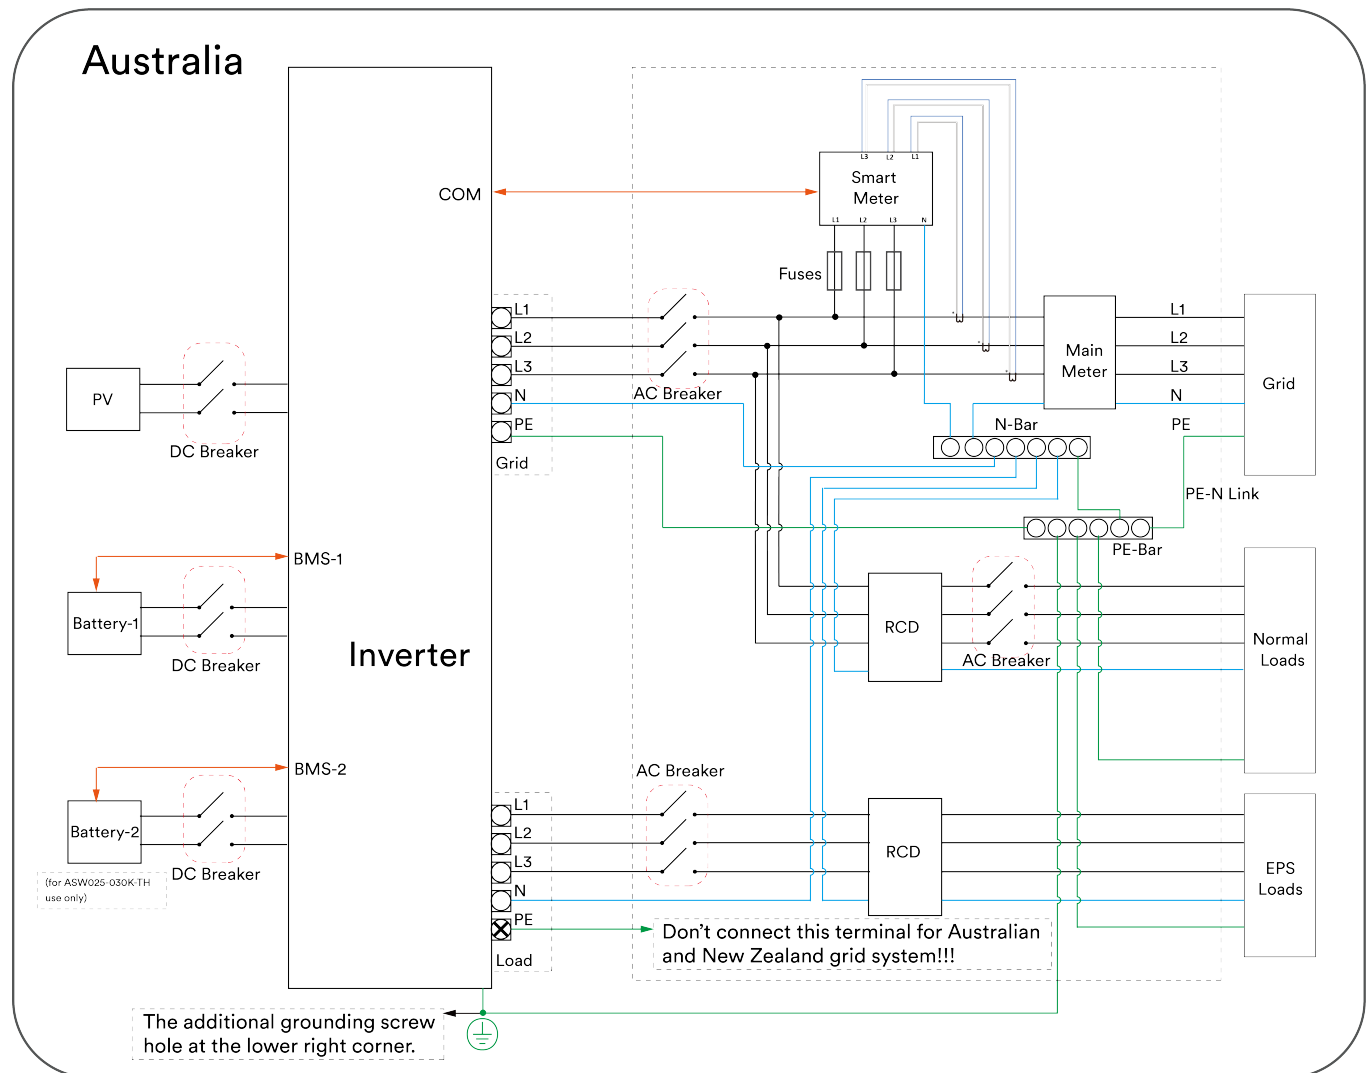 Australia
L3 L2 L1
Smart
Meter
L1 L2 L3 N
COM
Fuses
L1
L2
L3
N
PE
Grid
AC Breaker
Main
Meter
L1
L2
L3
N
PE
Grid
PV
DC Breaker
N-Bar
PE-N Link
PE-Bar
BMS-1
Battery-1
DC Breaker
Inverter
RCD
AC Breaker
Normal
Loads
BMS-2
Battery-2
DC Breaker
(for ASW025-030K-TH
use only)
AC Breaker
L1
L2
L3
N
PE
Load
RCD
EPS
Loads
Don't connect this terminal for Australian
and New Zealand grid system!!!
The additional grounding screw
hole at the lower right corner.